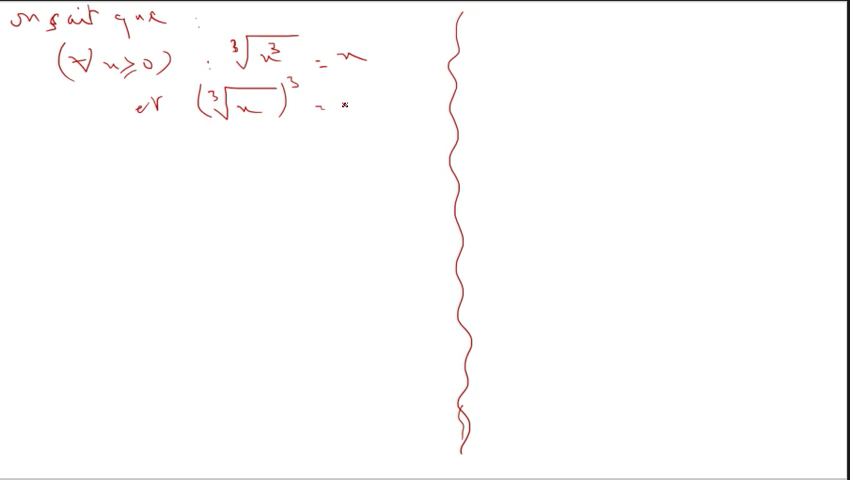 on sait que :
(∀ x ≥ 0) : ∛(x³) = x
et (∛x)³ =